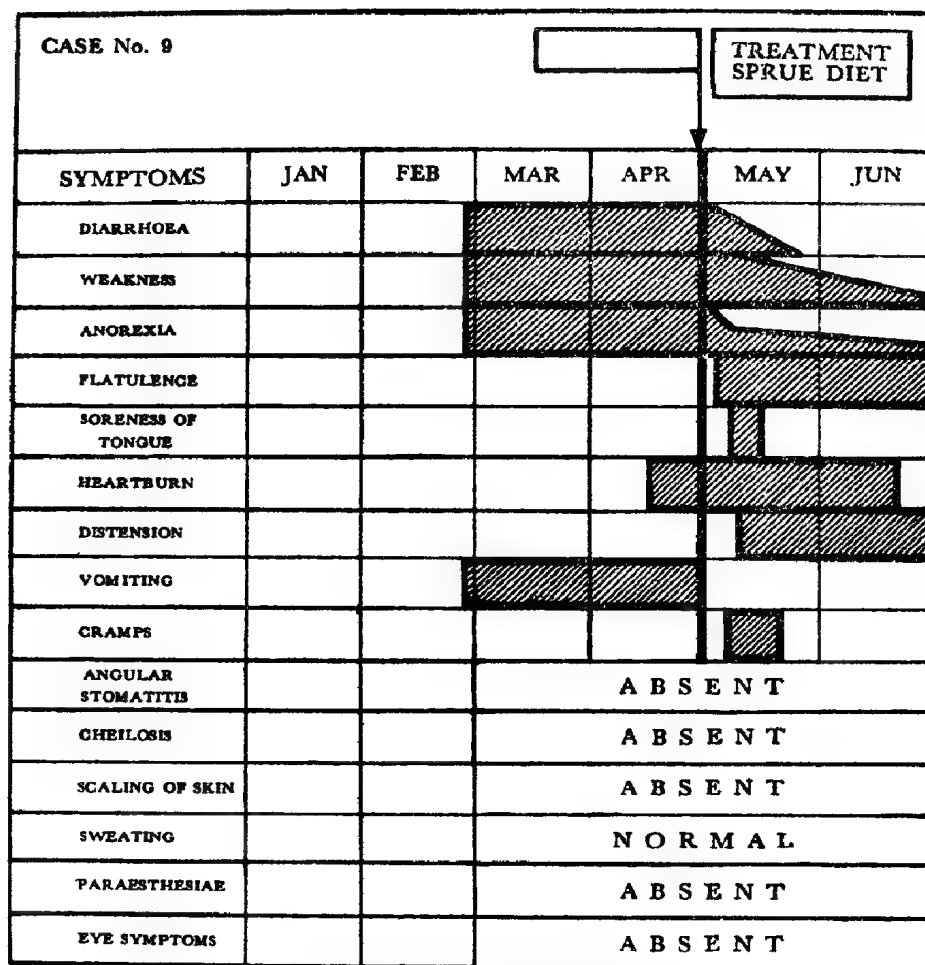 CASE No. 9
TREATMENT
SPRUE DIET
SYMPTOMS JAN FEB MAR APR MAY JUN
DIARRHOEA
WEAKNESS
ANOREXIA
FLATULENCE
SORENESS OF
TONGUE
HEARTBURN
DISTENSION
VOMITING
CRAMPS
ANGULAR
STOMATITIS ABSENT
CHEILOSIS ABSENT
SCALING OF SKIN ABSENT
SWEATING NORMAL
PARAESTHESIAE ABSENT
EYE SYMPTOMS ABSENT